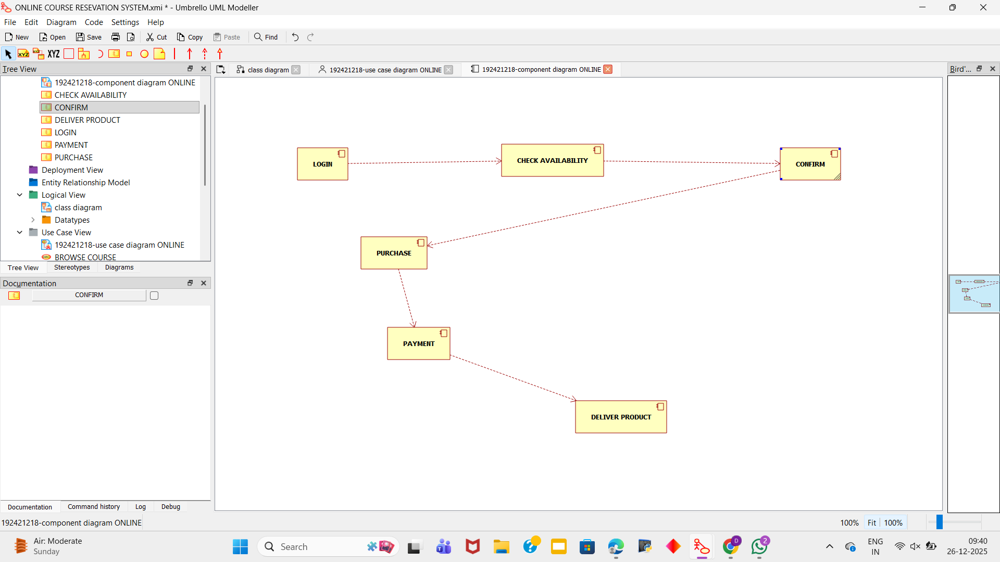 ONLINE COURSE RESEVATION SYSTEM.xmi * - Umbrello UML Modeller
File Edit Diagram Code Settings Help
New Open Save Cut Copy Paste Find
XYZ XYZ XYZ
Tree View
class diagram 192421218-use case diagram ONLINE 192421218-component diagram ONLINE
Bird'...
192421218-component diagram ONLINE
CHECK AVAILABILITY
CONFIRM
DELIVER PRODUCT
LOGIN
PAYMENT
PURCHASE
Deployment View
Entity Relationship Model
Logical View
class diagram
Datatypes
Use Case View
192421218-use case diagram ONLINE
ABC BROWSE COURSE
Tree View Stereotypes Diagrams
Documentation
CONFIRM
LOGIN
CHECK AVAILABILITY
CONFIRM
PURCHASE
PAYMENT
DELIVER PRODUCT
Documentation Command history Log Debug
192421218-component diagram ONLINE
100% Fit 100%
Air: Moderate
Sunday
Search
D
2
ENG
IN
09:40
26-12-2025